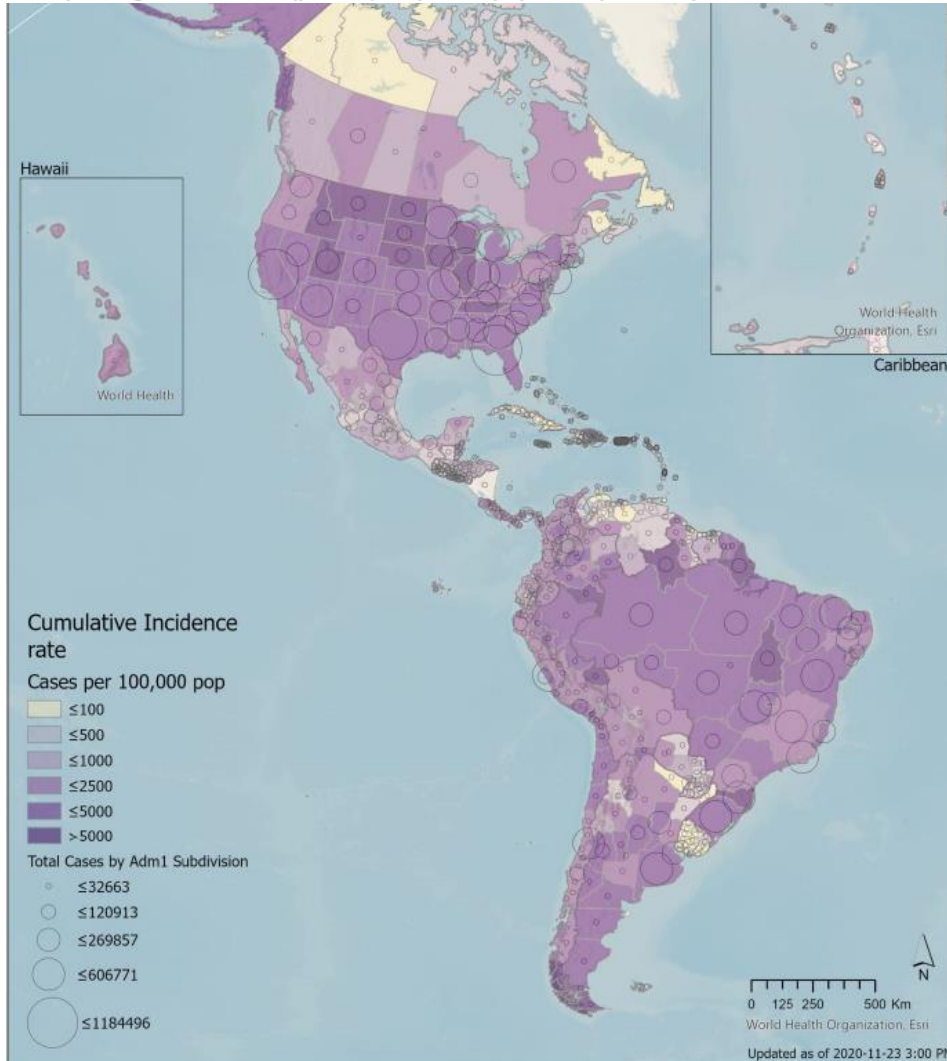 Hawaii
World Health
World Health
Organization, Esri
Caribbean
Cumulative Incidence
rate
Cases per 100,000 pop
≤100
≤500
≤1000
≤2500
≤5000
>5000
Total Cases by Adm1 Subdivision
≤32663
≤120913
≤269857
≤606771
≤1184496
N
0 125 250 500 Km
World Health Organization, Esri
Updated as of 2020-11-23 3:00